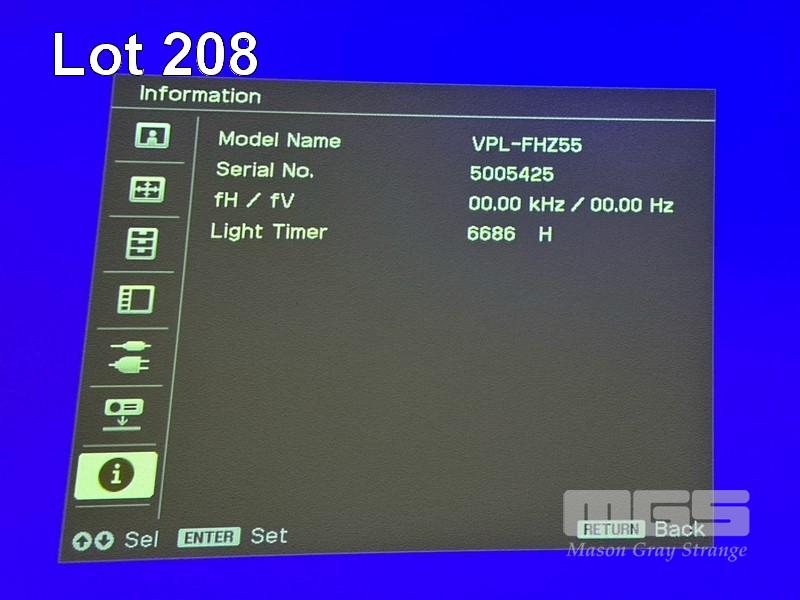 Lot 208
Information
Model Name VPL-FHZ55
Serial No. 5005425
fH / fV 00.00 kHz / 00.00 Hz
Light Timer 6686 H
Sel ENTER Set RETURN Back
MGS
Mason Gray Strange